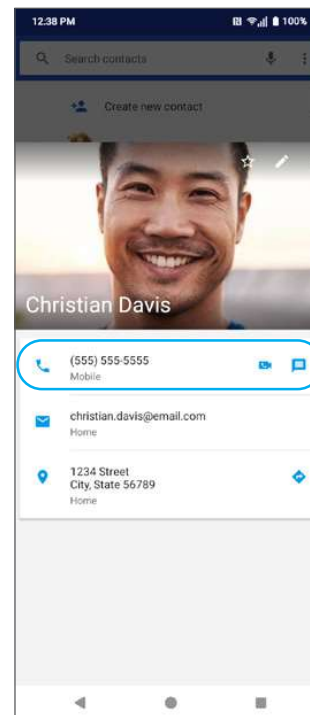 12:38 PM
100%
Search contacts
Create new contact
Christian Davis
(555) 555-5555
Mobile
christian.davis@email.com
Home
1234 Street
City, State 56789
Home